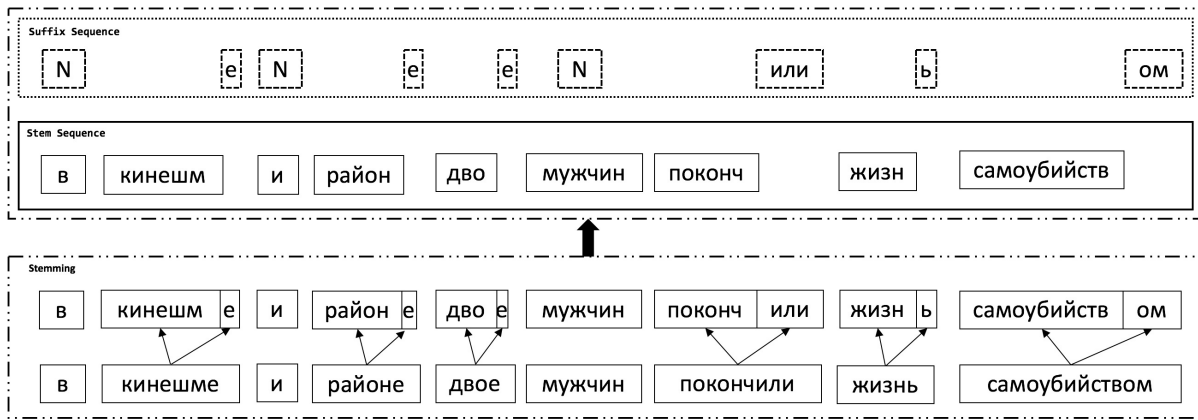 Suffix Sequence
N е N е е N или ь ом
Stem Sequence
в кинешм и район дво мужчин поконч жизн самоубийств
Stemming
в кинешм е и район е дво е мужчин поконч или жизн ь самоубийств ом
в кинешме и районе двое мужчин покончили жизнь самоубийством